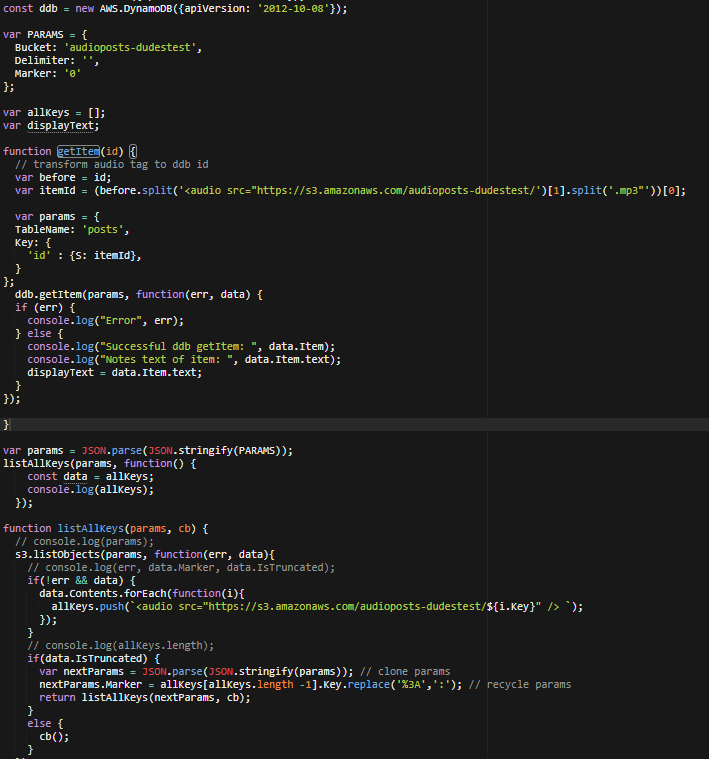 const ddb = new AWS.DynamoDB({apiVersion: '2012-10-08'});
var PARAMS = {
Bucket: 'audioposts-dudestest',
Delimiter: '',
Marker: '0'
};
var allKeys = [];
var displayText;
function getItem(id) {
// transform audio tag to ddb id
var before = id;
var itemId = (before.split('<audio src="https://s3.amazonaws.com/audioposts-dudestest/')[1].split('.mp3"'))[0];
var params = {
TableName: 'posts',
Key: {
'id' : {S: itemId},
}
};
ddb.getItem(params, function(err, data) {
if (err) {
console.log("Error", err);
} else {
console.log("Successful ddb getItem: ", data.Item);
console.log("Notes text of item: ", data.Item.text);
displayText = data.Item.text;
}
});
}
var params = JSON.parse(JSON.stringify(PARAMS));
listAllKeys(params, function() {
const data = allKeys;
console.log(allKeys);
});
function listAllKeys(params, cb) {
// console.log(params);
s3.listObjects(params, function(err, data){
// console.log(err, data.Marker, data.IsTruncated);
if(!err && data) {
data.Contents.forEach(function(i){
allKeys.push(`<audio src="https://s3.amazonaws.com/audioposts-dudestest/${i.Key}" /> `);
});
}
// console.log(allKeys.length);
if(data.IsTruncated) {
var nextParams = JSON.parse(JSON.stringify(params)); // clone params
nextParams.Marker = allKeys[allKeys.length -1].Key.replace('%3A',':'); // recycle params
return listAllKeys(nextParams, cb);
}
else {
cb();
}